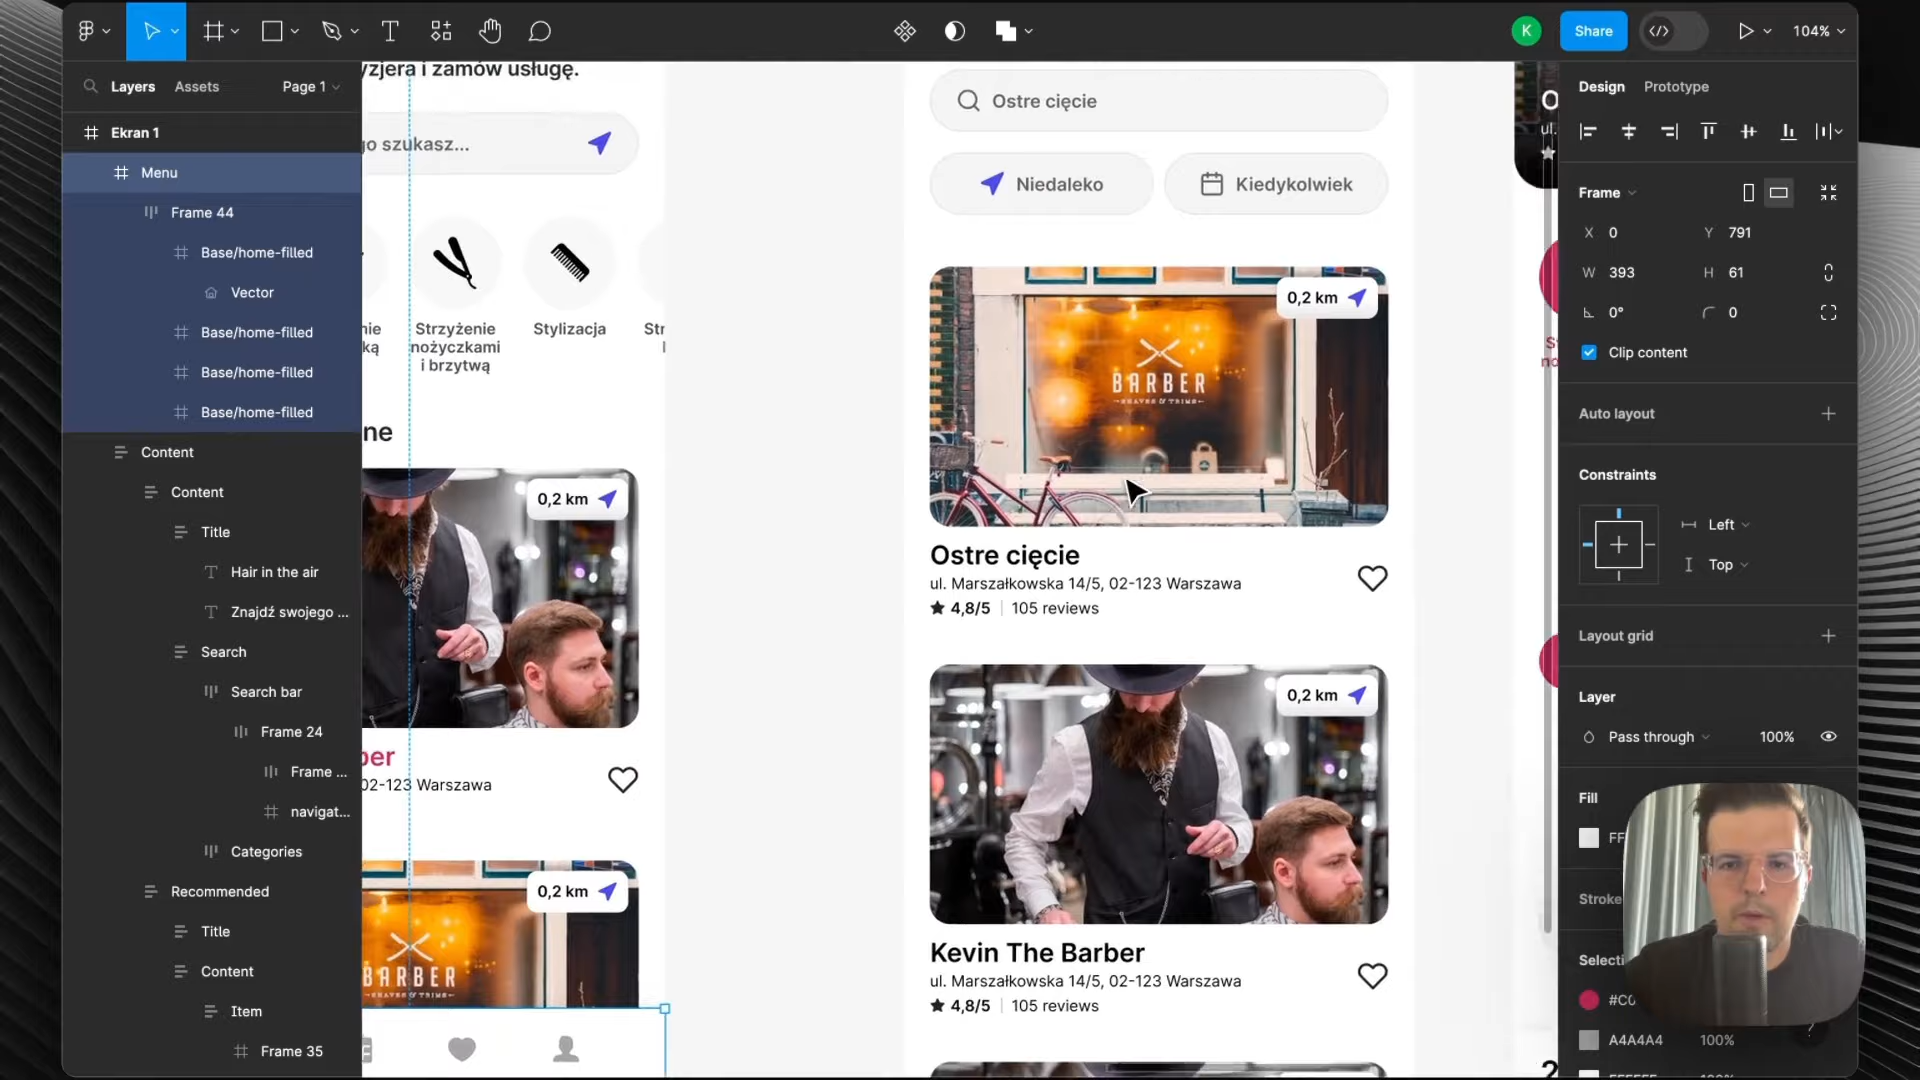 K
Share
104%
Layers
Assets
Page 1
Ekran 1
Menu
Frame 44
Base/home-filled
Vector
Base/home-filled
Base/home-filled
Base/home-filled
Content
Content
Title
Hair in the air
Znajdź swojego ...
Search
Search bar
Frame 24
Frame ...
navigat...
Fra
Categories
Recommended
Title
Content
Item
Frame 35
yzjera i zamów usługę.
go szukasz...
nie
ką
Strzyżenie
nożyczkami
i brzytwą
Stylizacja
Str
ne
0,2 km
ber
02-123 Warszawa
0,2 km
BARBER
SHAVES & TRIMS
Ostre cięcie
Niedaleko
Kiedykolwiek
0,2 km
BARBER
SHAVES & TRIMS
Ostre cięcie
ul. Marszałkowska 14/5, 02-123 Warszawa
4,8/5
105 reviews
0,2 km
Kevin The Barber
ul. Marszałkowska 14/5, 02-123 Warszawa
4,8/5
105 reviews
O
ul.
no
2
Design
Prototype
Frame
X 0
Y 791
W 393
H 61
0°
0
Clip content
Auto layout
Constraints
Left
Top
Layout grid
Layer
Pass through
100%
Fill
FF
Stroke
Selecti
#C0
A4A4A4
100%